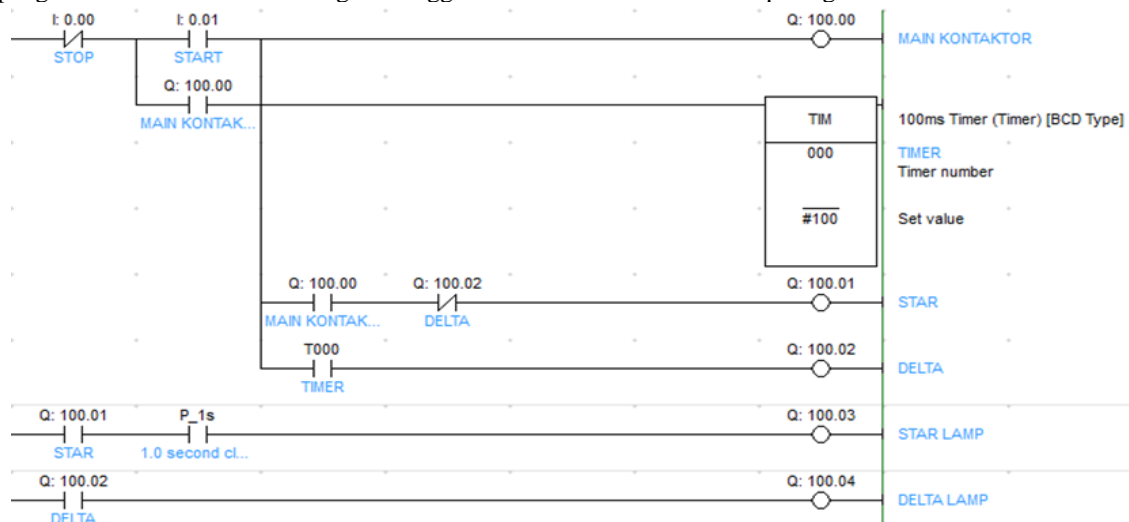 I: 0.00 I: 0.01 Q: 100.00
STOP START MAIN KONTAKTOR
Q: 100.00
MAIN KONTAK...
TIM 100ms Timer (Timer) [BCD Type]
000 TIMER
Timer number
#100 Set value
Q: 100.00 Q: 100.02 Q: 100.01
MAIN KONTAK... DELTA STAR
T000 Q: 100.02
TIMER DELTA
Q: 100.01 P_1s Q: 100.03
STAR 1.0 second cl... STAR LAMP
Q: 100.02 Q: 100.04
DELTA DELTA LAMP